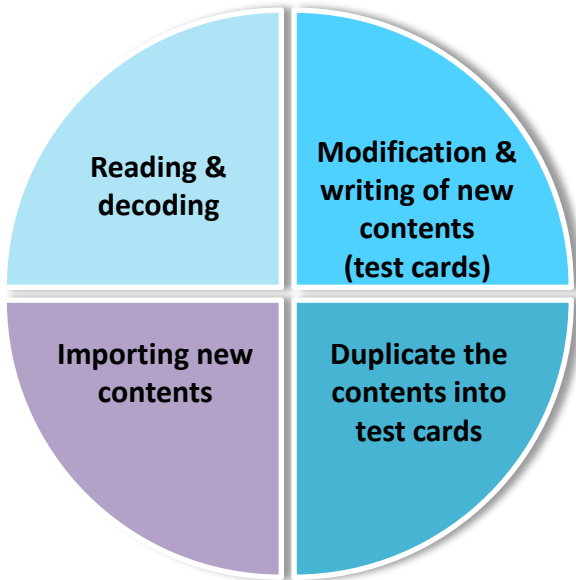 Reading &
decoding
Modification &
writing of new
contents
(test cards)
Importing new
contents
Duplicate the
contents into
test cards